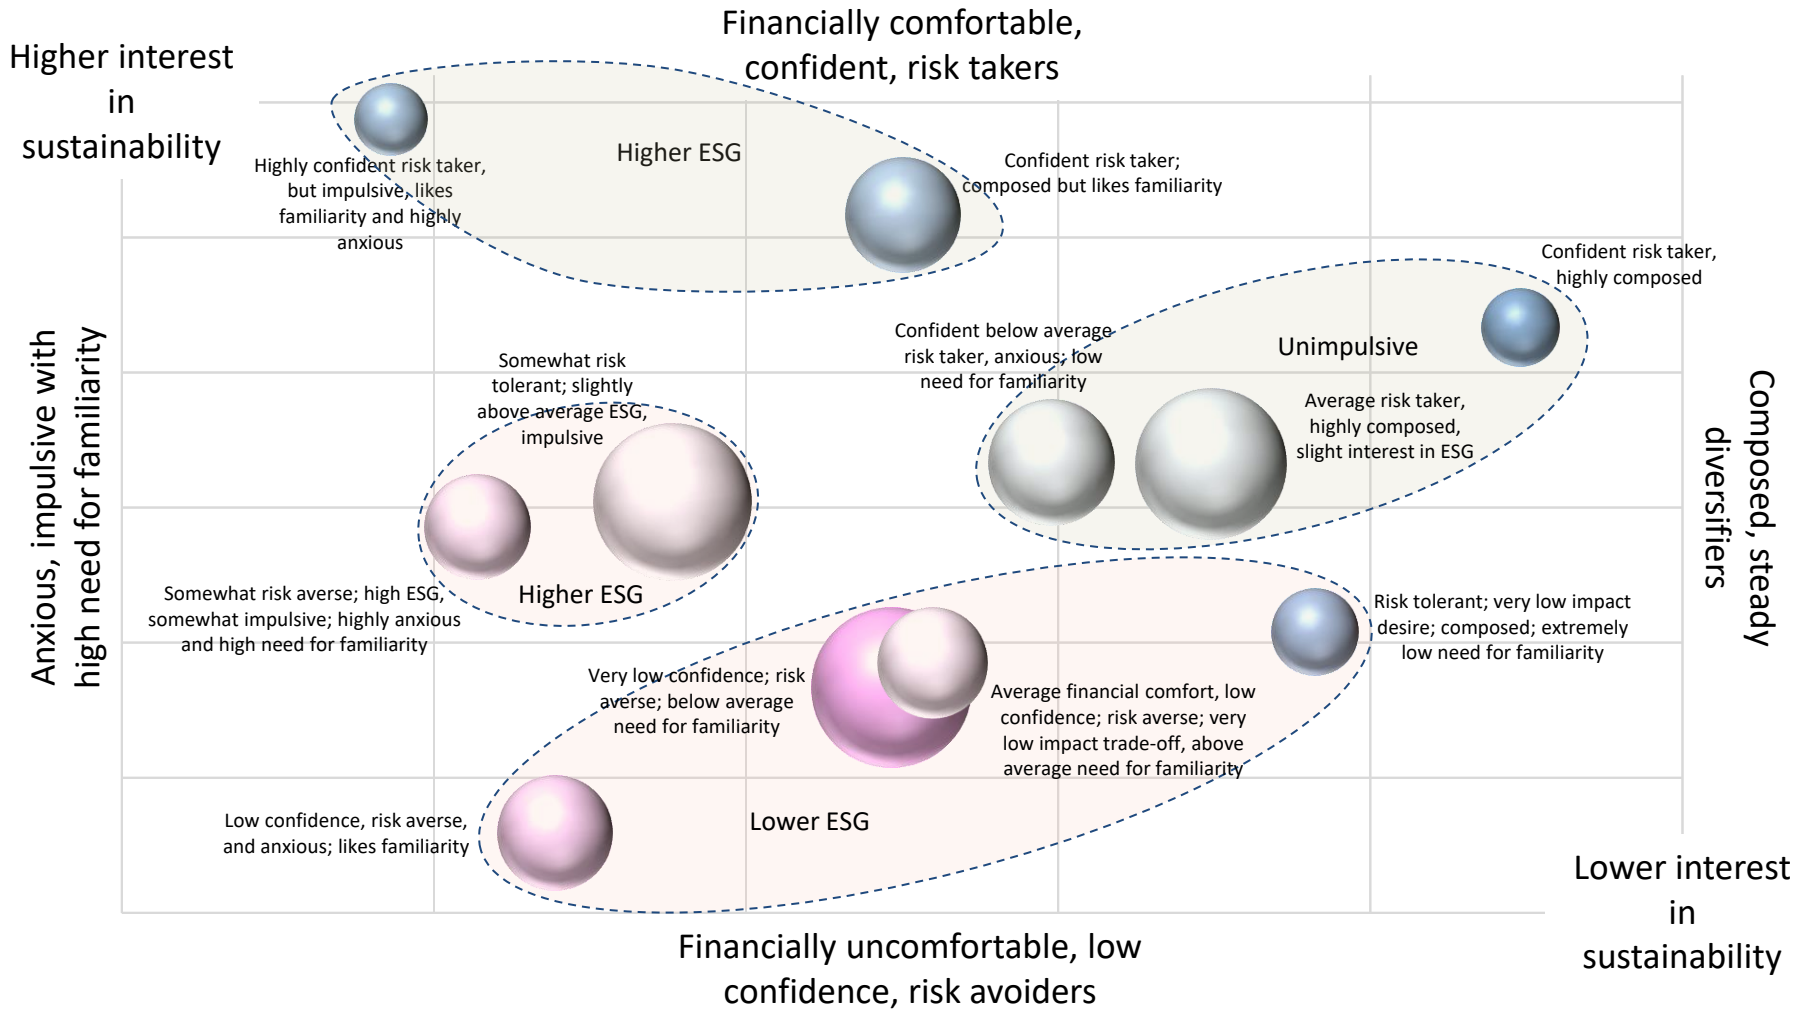 Financially comfortable,
confident, risk takers
Higher interest
in
sustainability
Highly confident risk taker,
but impulsive, likes
familiarity and highly
anxious
Higher ESG
Confident risk taker;
composed but likes familiarity
Confident risk taker,
highly composed
Confident below average
risk taker, anxious; low
need for familiarity
Unimpulsive
Average risk taker,
highly composed,
slight interest in ESG
Somewhat risk
tolerant; slightly
above average ESG,
impulsive
Anxious, impulsive with
high need for familiarity
Composed, steady
diversifiers
Higher ESG
Somewhat risk averse; high ESG,
somewhat impulsive; highly anxious
and high need for familiarity
Risk tolerant; very low impact
desire; composed; extremely
low need for familiarity
Very low confidence; risk
averse; below average
need for familiarity
Average financial comfort, low
confidence; risk averse; very
low impact trade-off, above
average need for familiarity
Low confidence, risk averse,
and anxious; likes familiarity
Lower ESG
Lower interest
in
sustainability
Financially uncomfortable, low
confidence, risk avoiders